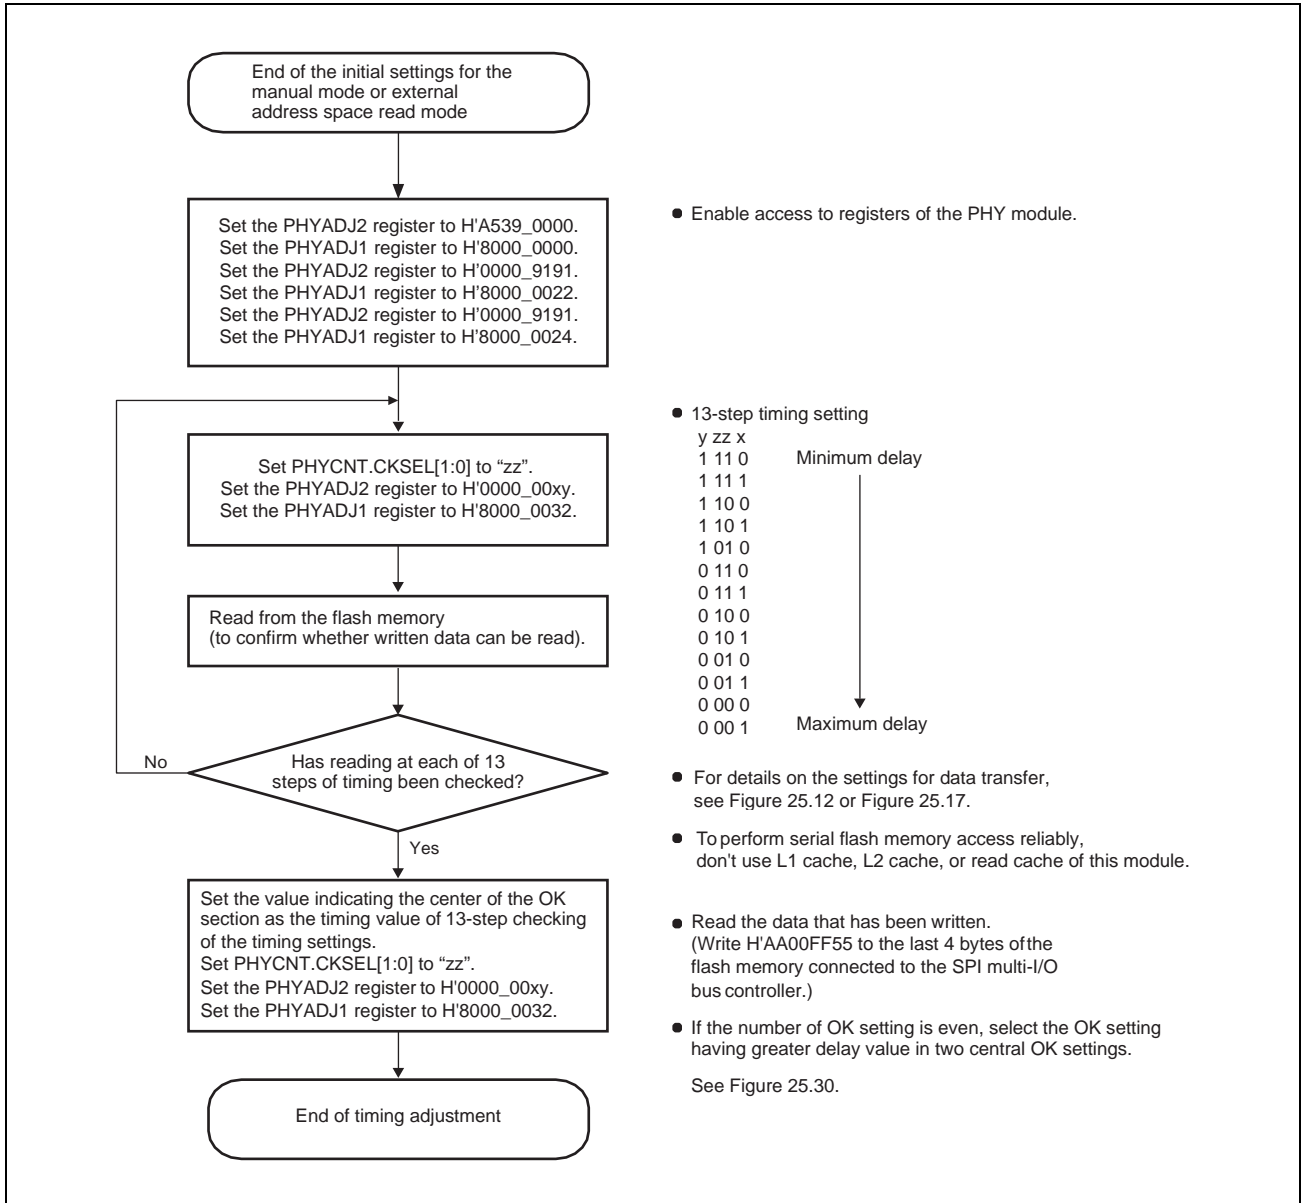 End of the initial settings for the
manual mode or external
address space read mode
Set the PHYADJ2 register to H'A539_0000.
Set the PHYADJ1 register to H'8000_0000.
Set the PHYADJ2 register to H'0000_9191.
Set the PHYADJ1 register to H'8000_0022.
Set the PHYADJ2 register to H'0000_9191.
Set the PHYADJ1 register to H'8000_0024.
● Enable access to registers of the PHY module.
Set PHYCNT.CKSEL[1:0] to “zz”.
Set the PHYADJ2 register to H'0000_00xy.
Set the PHYADJ1 register to H'8000_0032.
● 13-step timing setting
y zz x
1 11 0 Minimum delay
1 11 1
1 10 0
1 10 1
1 01 0
0 11 0
0 11 1
0 10 0
0 10 1
0 01 0
0 01 1
0 00 0
0 00 1 Maximum delay
Read from the flash memory
(to confirm whether written data can be read).
No
Has reading at each of 13
steps of timing been checked?
Yes
● For details on the settings for data transfer,
see Figure 25.12 or Figure 25.17.
● To perform serial flash memory access reliably,
don't use L1 cache, L2 cache, or read cache of this module.
Set the value indicating the center of the OK
section as the timing value of 13-step checking
of the timing settings.
Set PHYCNT.CKSEL[1:0] to “zz”.
Set the PHYADJ2 register to H'0000_00xy.
Set the PHYADJ1 register to H'8000_0032.
● Read the data that has been written.
(Write H'AA00FF55 to the last 4 bytes of the
flash memory connected to the SPI multi-I/O
bus controller.)
● If the number of OK setting is even, select the OK setting
having greater delay value in two central OK settings.
See Figure 25.30.
End of timing adjustment